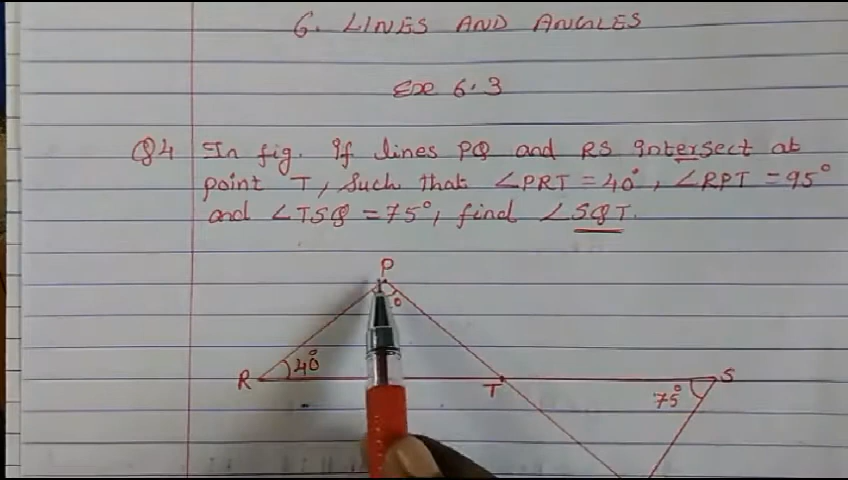 6. LINES AND ANGLES
EX 6.3
Q4 In fig. If lines PQ and RS intersect at
point T, Such that ∠PRT = 40°, ∠RPT = 95°
and ∠TSQ = 75°, find ∠SQT.
P
R 40°
T
75° S